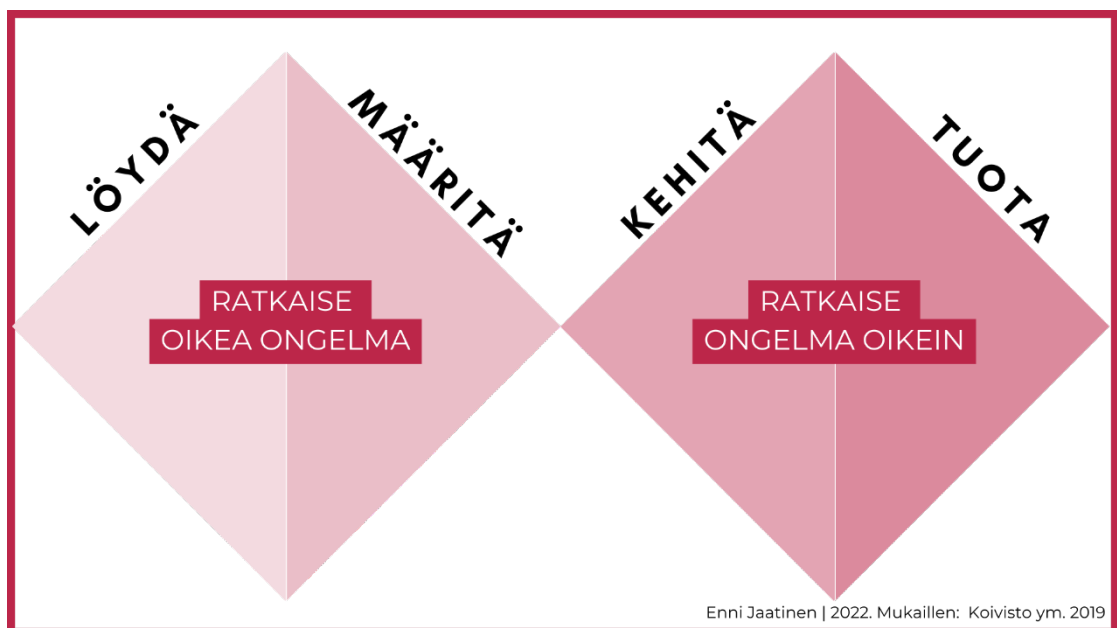 LÖYDÄ
MÄÄRITÄ
RATKAISE
OIKEA ONGELMA
KEHITÄ
TUOTA
RATKAISE
ONGELMA OIKEIN
Enni Jaatinen | 2022. Mukaillen: Koivisto ym. 2019